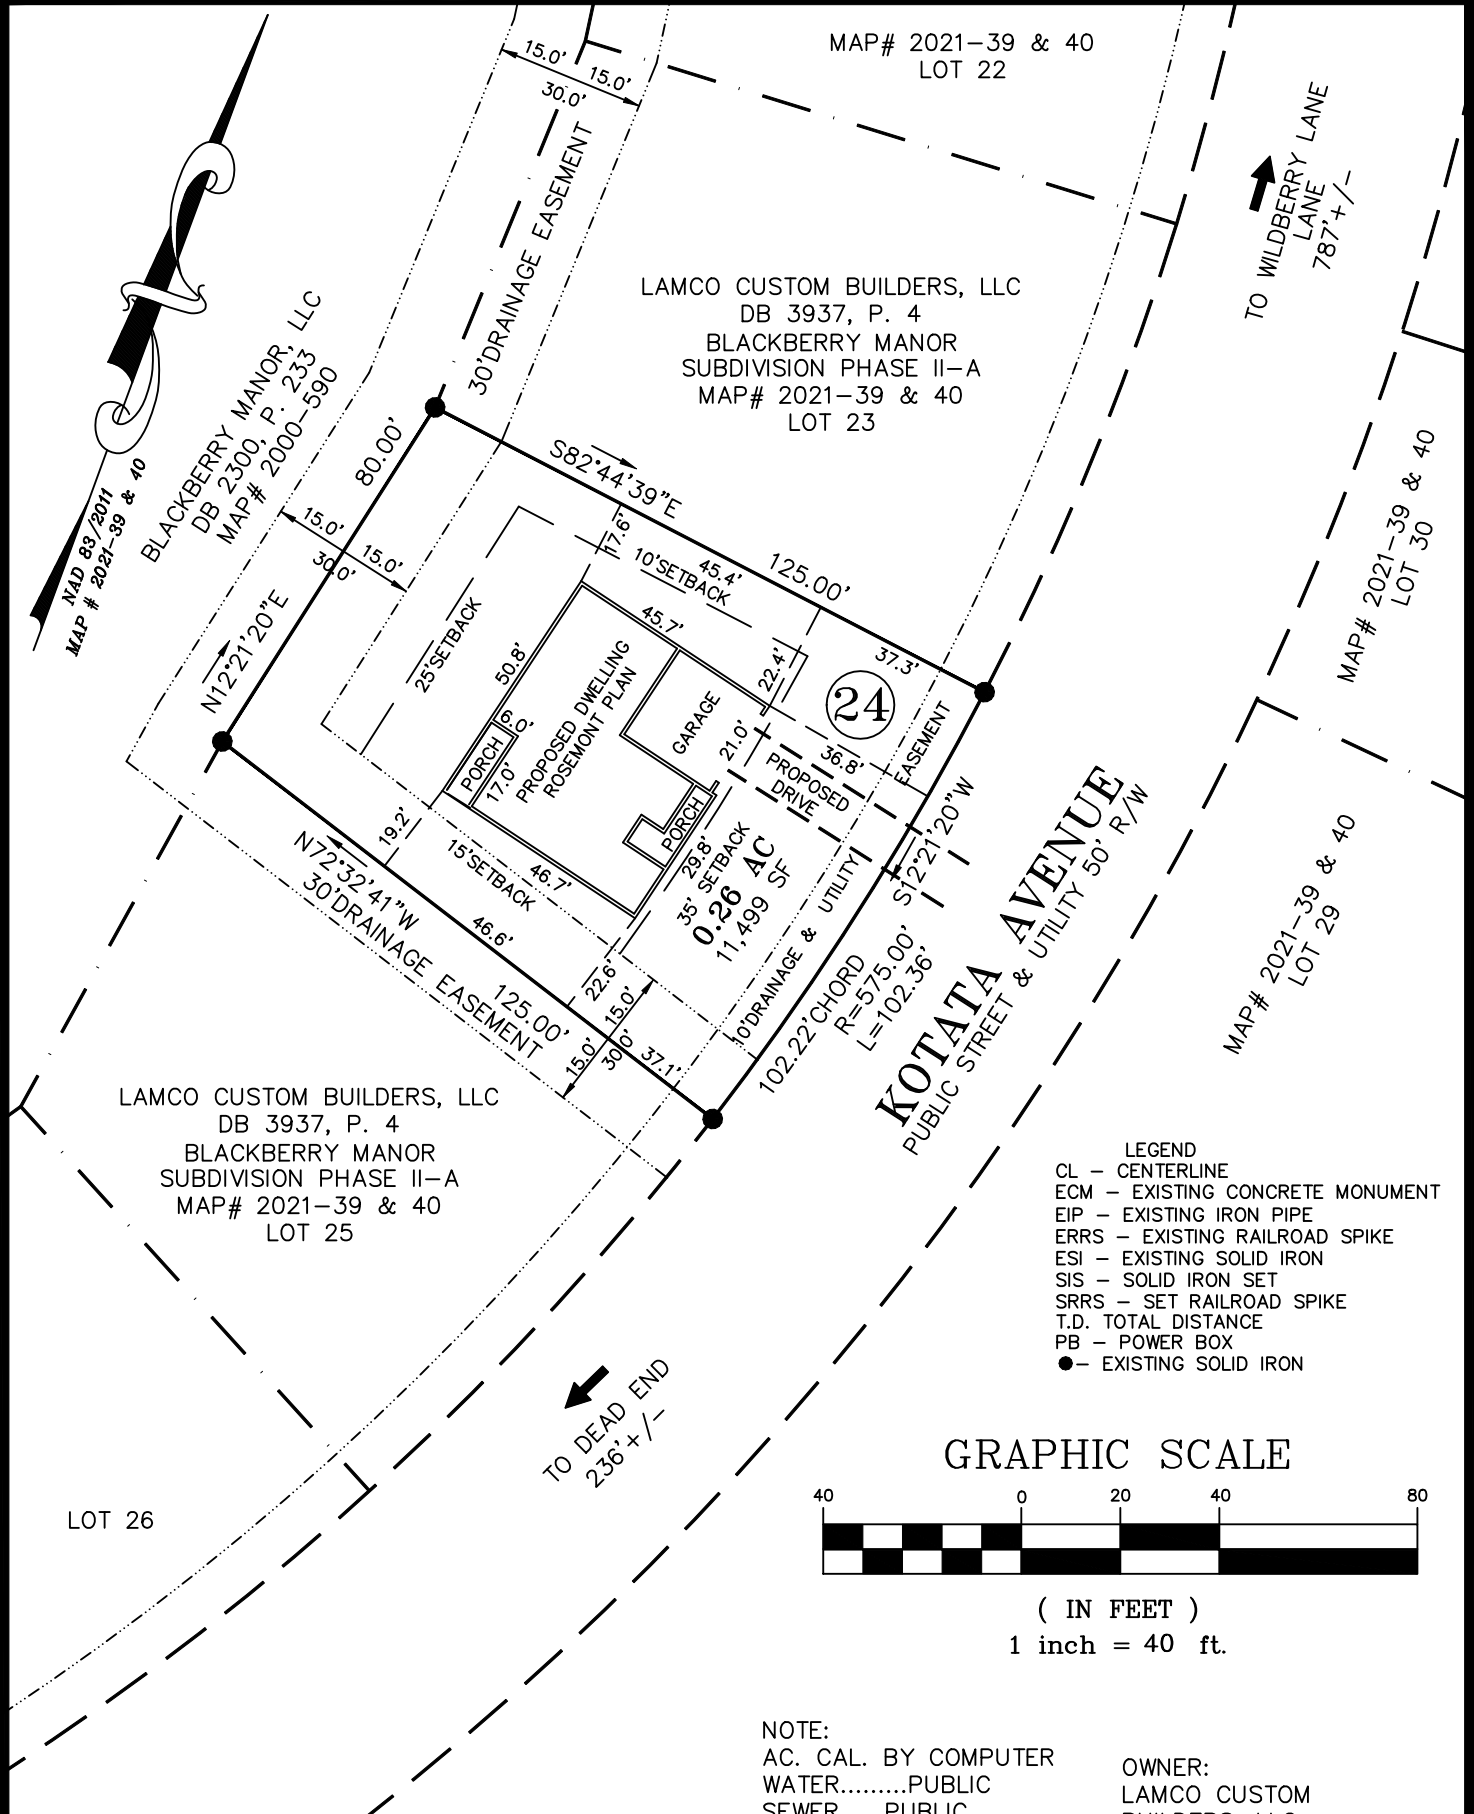 MAP# 2021-39 & 40
LOT 22
15.0'
15.0'
30.0'
30'DRAINAGE EASEMENT
TO WILDBERRY LANE
LANE
787'+/-
LAMCO CUSTOM BUILDERS, LLC
DB 3937, P. 4
BLACKBERRY MANOR
SUBDIVISION PHASE II-A
MAP# 2021-39 & 40
LOT 23
NAD 83/2011
MAP # 2021-39 & 40
BLACKBERRY MANOR, LLC
DB 2300, P. 233
MAP# 2000-590
80.00'
N12°21'20"E
15.0'
15.0'
30.0'
S82°44'39"E
125.00'
17.6'
45.4'
10'SETBACK
37.3'
22.4'
25'SETBACK
45.7'
50.8'
PROPOSED DWELLING
ROSEMONT PLAN
GARAGE
24
6.0'
PORCH
17.0'
21.0'
36.8'
PROPOSED
DRIVE
PORCH
19.2'
15'SETBACK
46.7'
29.8'
35' SETBACK
0.26 AC
11,499 SF
10'DRAINAGE & UTILITY EASEMENT
S12°21'20"W
N72°32'41"W
30'DRAINAGE EASEMENT
46.6'
125.00'
22.6'
15.0'
15.0'
30.0'
37.1'
102.22'CHORD
R=575.00'
L=102.36'
KOTATA AVENUE
PUBLIC STREET & UTILITY 50' R/W
MAP# 2021-39 & 40
LOT 30
MAP# 2021-39 & 40
LOT 29
LAMCO CUSTOM BUILDERS, LLC
DB 3937, P. 4
BLACKBERRY MANOR
SUBDIVISION PHASE II-A
MAP# 2021-39 & 40
LOT 25
LEGEND
CL - CENTERLINE
ECM - EXISTING CONCRETE MONUMENT
EIP - EXISTING IRON PIPE
ERRS - EXISTING RAILROAD SPIKE
ESI - EXISTING SOLID IRON
SIS - SOLID IRON SET
SRRS - SET RAILROAD SPIKE
T.D. TOTAL DISTANCE
PB - POWER BOX
●- EXISTING SOLID IRON
TO DEAD END
236'+/-
LOT 26
GRAPHIC SCALE
40 0 20 40 80
( IN FEET )
1 inch = 40 ft.
NOTE:
AC. CAL. BY COMPUTER
WATER.........PUBLIC
SEWER PUBLIC
OWNER:
LAMCO CUSTOM